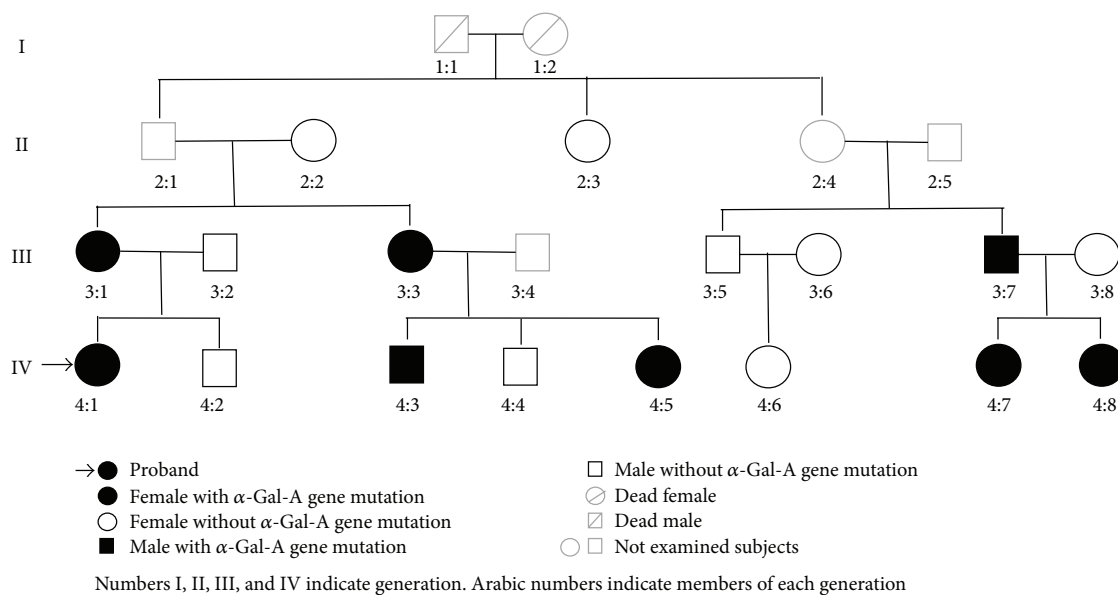 I
1:1 1:2
II
2:1 2:2 2:3 2:4 2:5
III
3:1 3:2 3:3 3:4 3:5 3:6 3:7 3:8
IV
4:1 4:2 4:3 4:4 4:5 4:6 4:7 4:8
Proband
Female with α-Gal-A gene mutation
Female without α-Gal-A gene mutation
Male with α-Gal-A gene mutation
Male without α-Gal-A gene mutation
Dead female
Dead male
Not examined subjects
Numbers I, II, III, and IV indicate generation. Arabic numbers indicate members of each generation